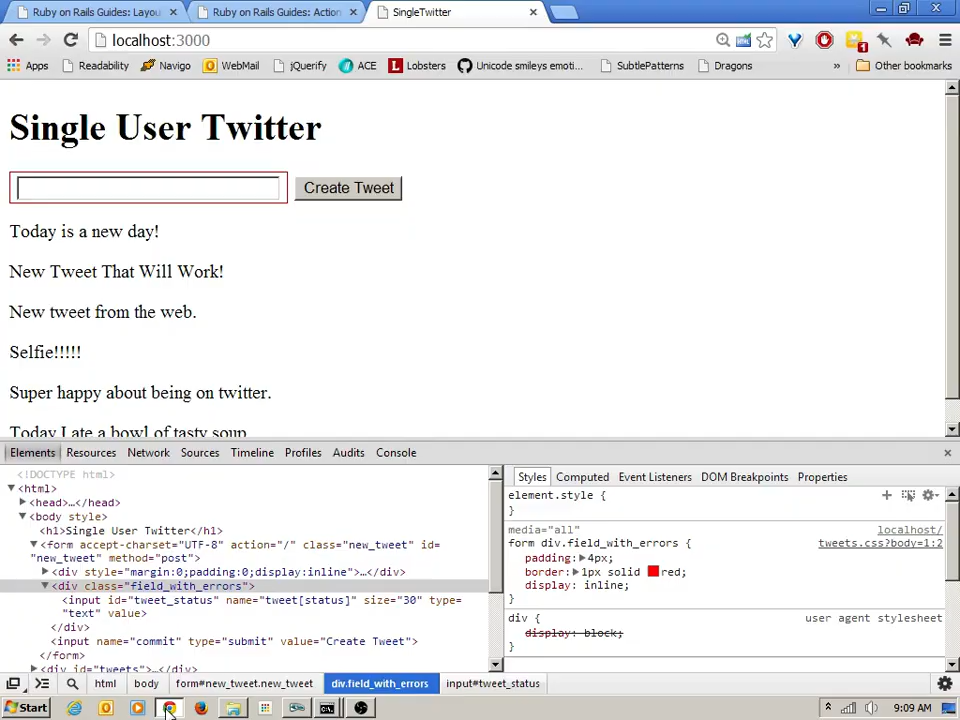 Ruby on Rails Guides: Layou
Ruby on Rails Guides: Action
SingleTwitter
localhost:3000
Apps Readability Navigo WebMail jQuerify ACE Lobsters Unicode smileys emoti... SubtlePatterns Dragons » Other bookmarks
Single User Twitter
Create Tweet
Today is a new day!
New Tweet That Will Work!
New tweet from the web.
Selfie!!!!!
Super happy about being on twitter.
Today I ate a bowl of tasty soup
Elements Resources Network Sources Timeline Profiles Audits Console
<!DOCTYPE html>
<html>
<head>…</head>
<body style>
<h1>Single User Twitter</h1>
<form accept-charset="UTF-8" action="/" class="new_tweet" id=
"new_tweet" method="post">
<div style="margin:0;padding:0;display:inline">…</div>
<div class="field_with_errors">
<input id="tweet_status" name="tweet[status]" size="30" type=
"text" value>
</div>
<input name="commit" type="submit" value="Create Tweet">
</form>
<div id="tweets">…</div>
Styles Computed Event Listeners DOM Breakpoints Properties
element.style {
}
media="all" localhost/
form div.field_with_errors { tweets.css?body=1:2
padding: 4px;
border: 1px solid red;
display: inline;
}
div { user agent stylesheet
display: block;
}
html body form#new_tweet.new_tweet div.field_with_errors input#tweet_status
Start 9:09 AM